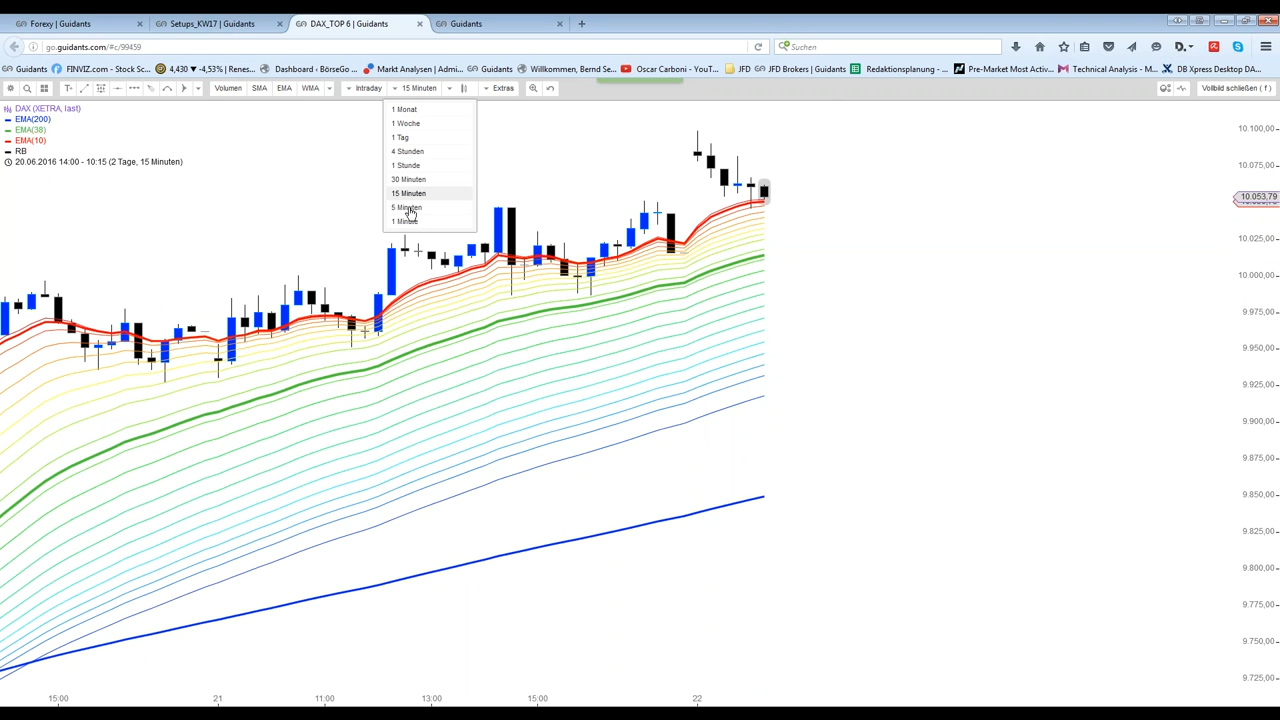 Forexy | Guidants
Setups_KW17 | Guidants
DAX_TOP 6 | Guidants
Guidants
go.guidants.com/#c/99459
Suchen
Guidants
FINVIZ.com - Stock Sc...
4,430 ▾ -4,53% | Renes...
Dashboard ‹ BörseGo ...
Markt Analysen | Admi...
Guidants
Willkommen, Bernd Se...
Oscar Carboni - YouT...
JFD
JFD Brokers | Guidants
Redaktionsplanung - ...
Pre-Market Most Activ...
Technical Analysis - M...
DB Xpress Desktop DA...
Volumen
SMA
EMA
WMA
Intraday
15 Minuten
Extras
Vollbild schließen ( f )
DAX (XETRA, last)
EMA(200)
EMA(38)
EMA(10)
RB
20.06.2016 14:00 - 10:15 (2 Tage, 15 Minuten)
1 Monat
1 Woche
1 Tag
4 Stunden
1 Stunde
30 Minuten
15 Minuten
5 Minuten
1 Minute
10.100,00
10.075,00
10.053,79
10.025,00
10.000,00
9.975,00
9.950,00
9.925,00
9.900,00
9.875,00
9.850,00
9.825,00
9.800,00
9.775,00
9.750,00
9.725,00
15:00
21
11:00
13:00
15:00
22